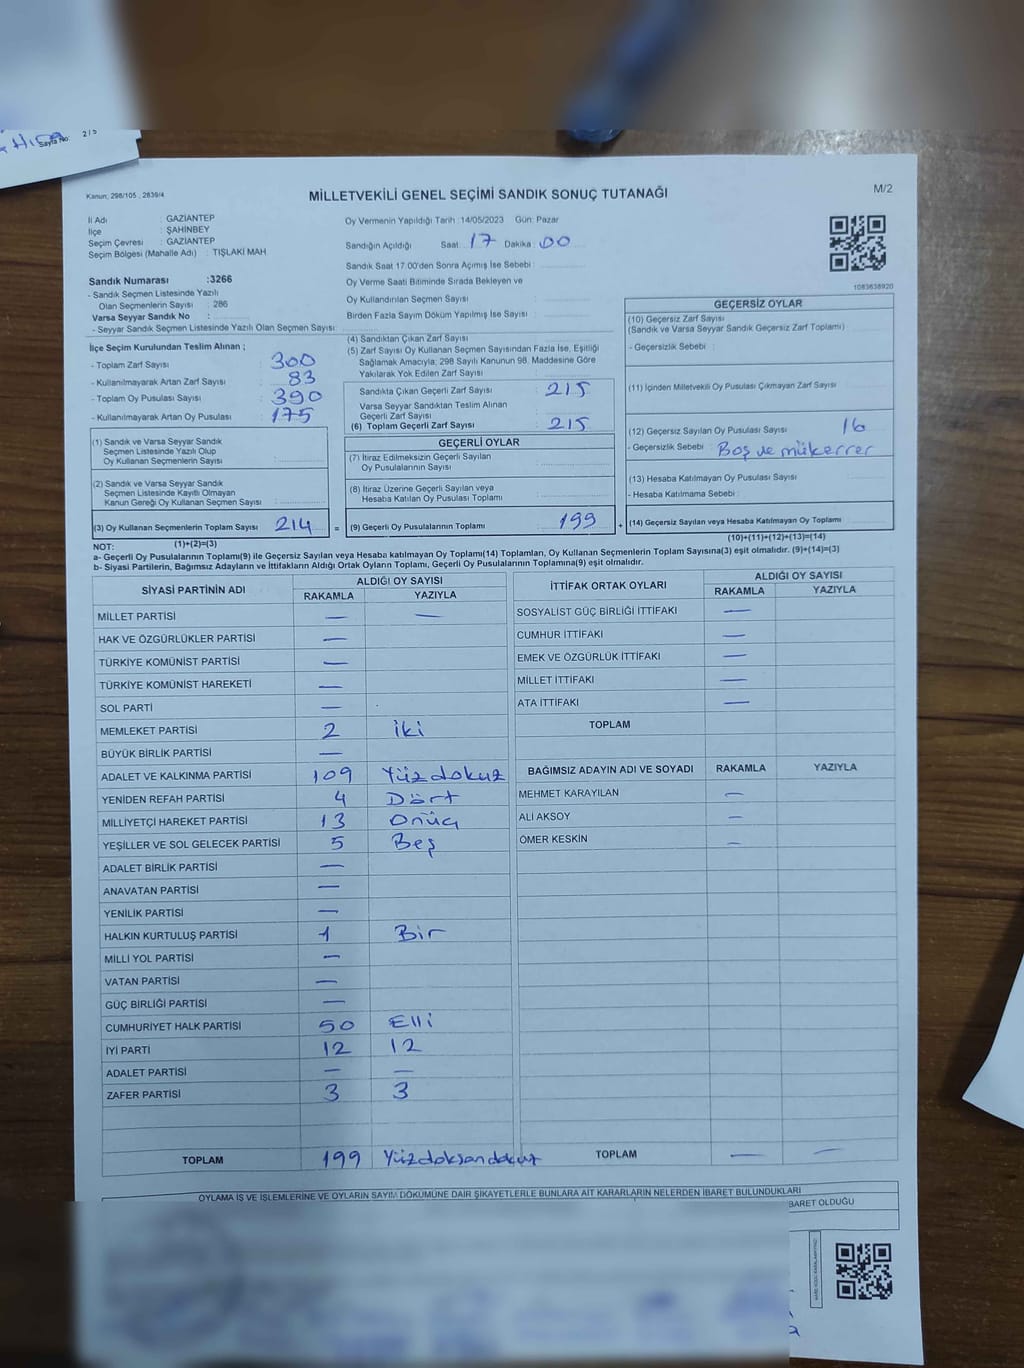 Sayfa No: 2/5
Kanun; 298/105 , 2839/4
MİLLETVEKİLİ GENEL SEÇİMİ SANDIK SONUÇ TUTANAĞI
M/2
İl Adı : GAZİANTEP
İlçe : ŞAHİNBEY
Seçim Çevresi : GAZİANTEP
Seçim Bölgesi (Mahalle Adı) : TIŞLAKİ MAH
Sandık Numarası :3266
- Sandık Seçmen Listesinde Yazılı
Olan Seçmenlerin Sayısı : 286
Varsa Seyyar Sandık No :
- Seyyar Sandık Seçmen Listesinde Yazılı Olan Seçmen Sayısı:
Oy Vermenin Yapıldığı Tarih :14/05/2023 Gün: Pazar
Sandığın Açıldığı Saat: 17 Dakika: 00
Sandık Saat 17.00'den Sonra Açımış İse Sebebi :
Oy Verme Saati Bitiminde Sırada Bekleyen ve
Oy Kullandırılan Seçmen Sayısı :
Birden Fazla Sayım Döküm Yapılmış İse Sayısı :
1083638920
İlçe Seçim Kurulundan Teslim Alınan ;
- Toplam Zarf Sayısı : 300
- Kullanılmayarak Artan Zarf Sayısı : 83
- Toplam Oy Pusulası Sayısı : 390
- Kullanılmayarak Artan Oy Pusulası : 175
(1) Sandık ve Varsa Seyyar Sandık
Seçmen Listesinde Yazılı Olup
Oy Kullanan Seçmenlerin Sayısı :
(2) Sandık ve Varsa Seyyar Sandık
Seçmen Listesinde Kayıtlı Olmayan
Kanun Gereği Oy Kullanan Seçmen Sayısı :
(3) Oy Kullanan Seçmenlerin Toplam Sayısı 214 =
(1)+(2)=(3)
(4) Sandıktan Çıkan Zarf Sayısı :
(5) Zarf Sayısı Oy Kullanan Seçmen Sayısından Fazla İse, Eşitliği
Sağlamak Amacıyla, 298 Sayılı Kanunun 98. Maddesine Göre
Yakılarak Yok Edilen Zarf Sayısı :
Sandıkta Çıkan Geçerli Zarf Sayısı : 215
Varsa Seyyar Sandıktan Teslim Alınan
Geçerli Zarf Sayısı :
(6) Toplam Geçerli Zarf Sayısı : 215
GEÇERLİ OYLAR
(7) İtiraz Edilmeksizin Geçerli Sayılan
Oy Pusulalarının Sayısı :
(8) İtiraz Üzerine Geçerli Sayılan veya
Hesaba Katılan Oy Pusulası Toplamı :
(9) Geçerli Oy Pusulalarının Toplamı : 199 +
GEÇERSİZ OYLAR
(10) Geçersiz Zarf Sayısı
(Sandık ve Varsa Seyyar Sandık Geçersiz Zarf Toplamı)
- Geçersizlik Sebebi :
(11) İçinden Milletvekili Oy Pusulası Çıkmayan Zarf Sayısı :
(12) Geçersiz Sayılan Oy Pusulası Sayısı : 16
- Geçersizlik Sebebi : Boş ve mükerrer
(13) Hesaba Katılmayan Oy Pusulası Sayısı :
- Hesaba Katılmama Sebebi :
(14) Geçersiz Sayılan veya Hesaba Katılmayan Oy Toplamı :
(10)+(11)+(12)+(13)=(14)
NOT:
a- Geçerli Oy Pusulalarının Toplamı(9) ile Geçersiz Sayılan veya Hesaba katılmayan Oy Toplamı(14) Toplamları, Oy Kullanan Seçmenlerin Toplam Sayısına(3) eşit olmalıdır. (9)+(14)=(3)
b- Siyasi Partilerin, Bağımsız Adayların ve İttifakların Aldığı Ortak Oyların Toplamı, Geçerli Oy Pusulalarının Toplamına(9) eşit olmalıdır.
SİYASİ PARTİNİN ADI ALDIĞI OY SAYISI
RAKAMLA YAZIYLA
MİLLET PARTİSİ — —
HAK VE ÖZGÜRLÜKLER PARTİSİ —
TÜRKİYE KOMÜNİST PARTİSİ —
TÜRKİYE KOMÜNİST HAREKETİ —
SOL PARTİ —
MEMLEKET PARTİSİ 2 iki
BÜYÜK BİRLİK PARTİSİ —
ADALET VE KALKINMA PARTİSİ 109 Yüzdokuz
YENİDEN REFAH PARTİSİ 4 Dört
MİLLİYETÇİ HAREKET PARTİSİ 13 Onüç
YEŞİLLER VE SOL GELECEK PARTİSİ 5 Beş
ADALET BİRLİK PARTİSİ —
ANAVATAN PARTİSİ —
YENİLİK PARTİSİ —
HALKIN KURTULUŞ PARTİSİ 1 Bir
MİLLİ YOL PARTİSİ —
VATAN PARTİSİ —
GÜÇ BİRLİĞİ PARTİSİ —
CUMHURİYET HALK PARTİSİ 50 Elli
İYİ PARTİ 12 12
ADALET PARTİSİ — —
ZAFER PARTİSİ 3 3
TOPLAM 199 Yüzdoksandokuz
İTTİFAK ORTAK OYLARI ALDIĞI OY SAYISI
RAKAMLA YAZIYLA
SOSYALİST GÜÇ BİRLİĞİ İTTİFAKI —
CUMHUR İTTİFAKI —
EMEK VE ÖZGÜRLÜK İTTİFAKI —
MİLLET İTTİFAKI —
ATA İTTİFAKI —
TOPLAM
BAĞIMSIZ ADAYIN ADI VE SOYADI RAKAMLA YAZIYLA
MEHMET KARAYILAN —
ALİ AKSOY —
ÖMER KESKİN —
TOPLAM — —
OYLAMA İŞ VE İŞLEMLERİNE VE OYLARIN SAYIM DÖKÜMÜNE DAİR ŞİKAYETLERLE BUNLARA AİT KARARLARIN NELERDEN İBARET BULUNDUKLARI
BARET OLDUĞU